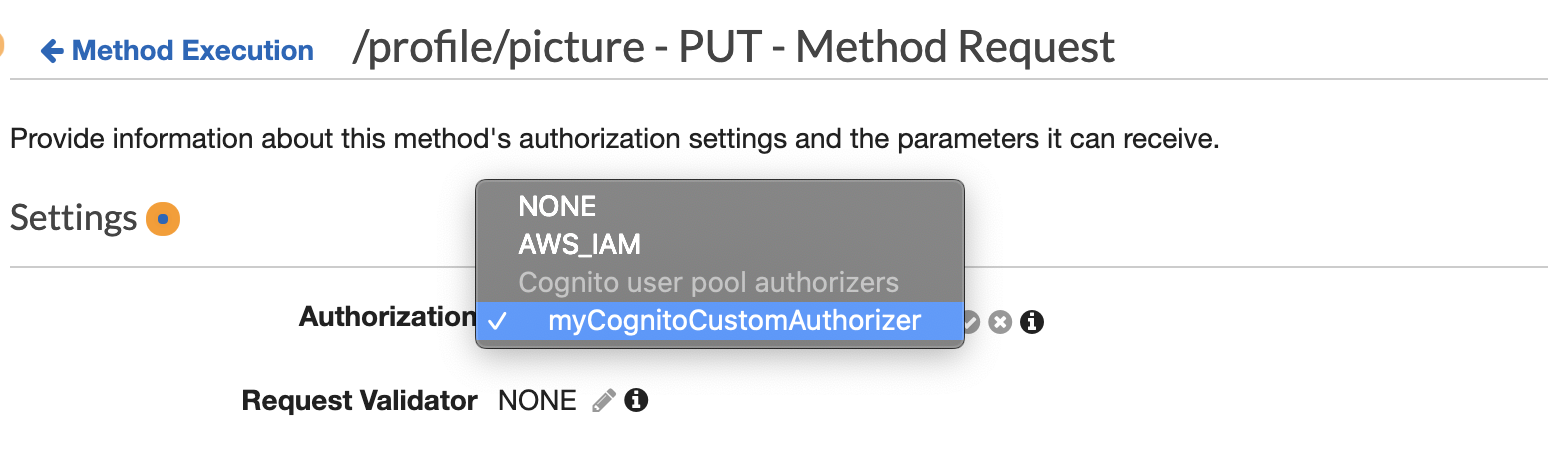 Method Execution /profile/picture - PUT - Method Request
Provide information about this method's authorization settings and the parameters it can receive.
Settings
NONE
AWS_IAM
Cognito user pool authorizers
Authorization myCognitoCustomAuthorizer
Request Validator NONE